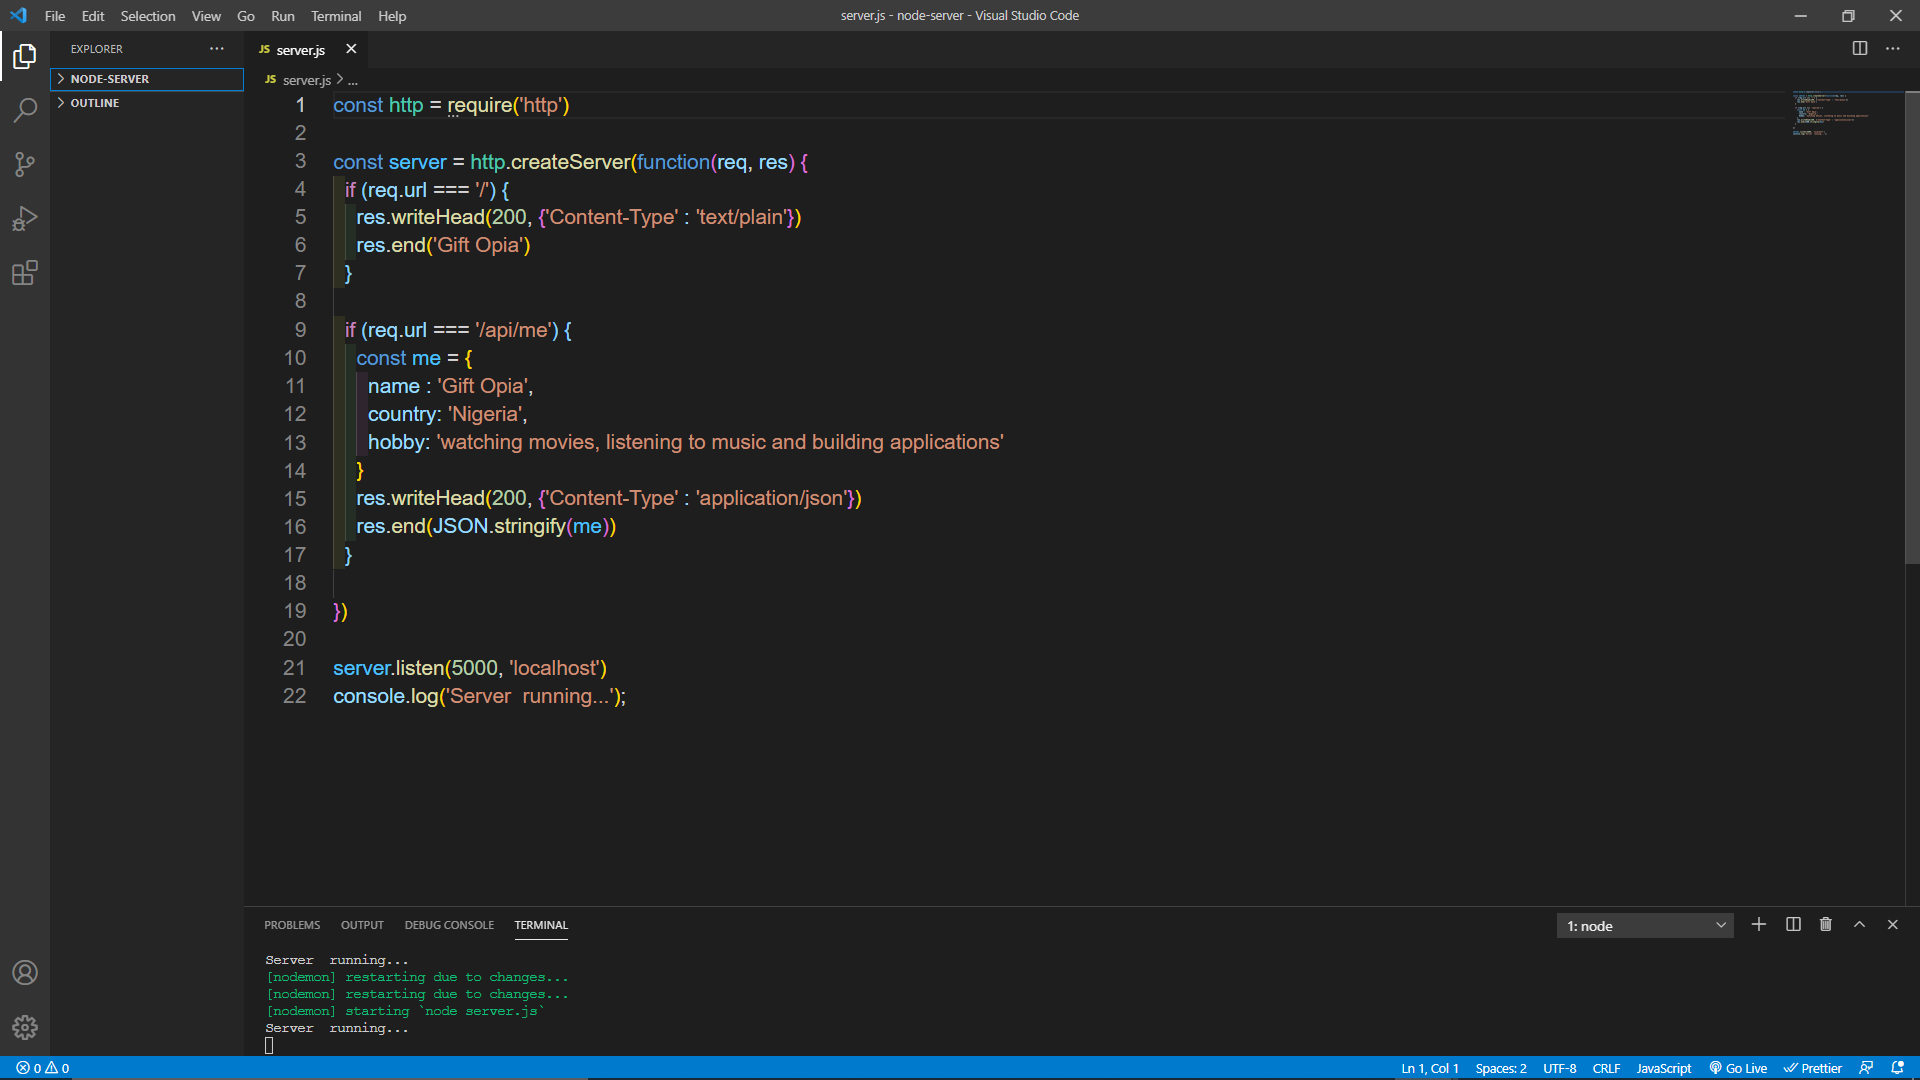 File Edit Selection View Go Run Terminal Help
server.js - node-server - Visual Studio Code
EXPLORER
NODE-SERVER
OUTLINE
JS server.js
JS server.js > ...
1 const http = require('http')
2
3 const server = http.createServer(function(req, res) {
4 if (req.url === '/') {
5 res.writeHead(200, {'Content-Type' : 'text/plain'})
6 res.end('Gift Opia')
7 }
8
9 if (req.url === '/api/me') {
10 const me = {
11 name : 'Gift Opia',
12 country: 'Nigeria',
13 hobby: 'watching movies, listening to music and building applications'
14 }
15 res.writeHead(200, {'Content-Type' : 'application/json'})
16 res.end(JSON.stringify(me))
17 }
18
19 })
20
21 server.listen(5000, 'localhost')
22 console.log('Server  running...');
PROBLEMS OUTPUT DEBUG CONSOLE TERMINAL
1: node
Server  running...
[nodemon] restarting due to changes...
[nodemon] restarting due to changes...
[nodemon] starting `node server.js`
Server  running...
0 0
Ln 1, Col 1 Spaces: 2 UTF-8 CRLF JavaScript Go Live Prettier